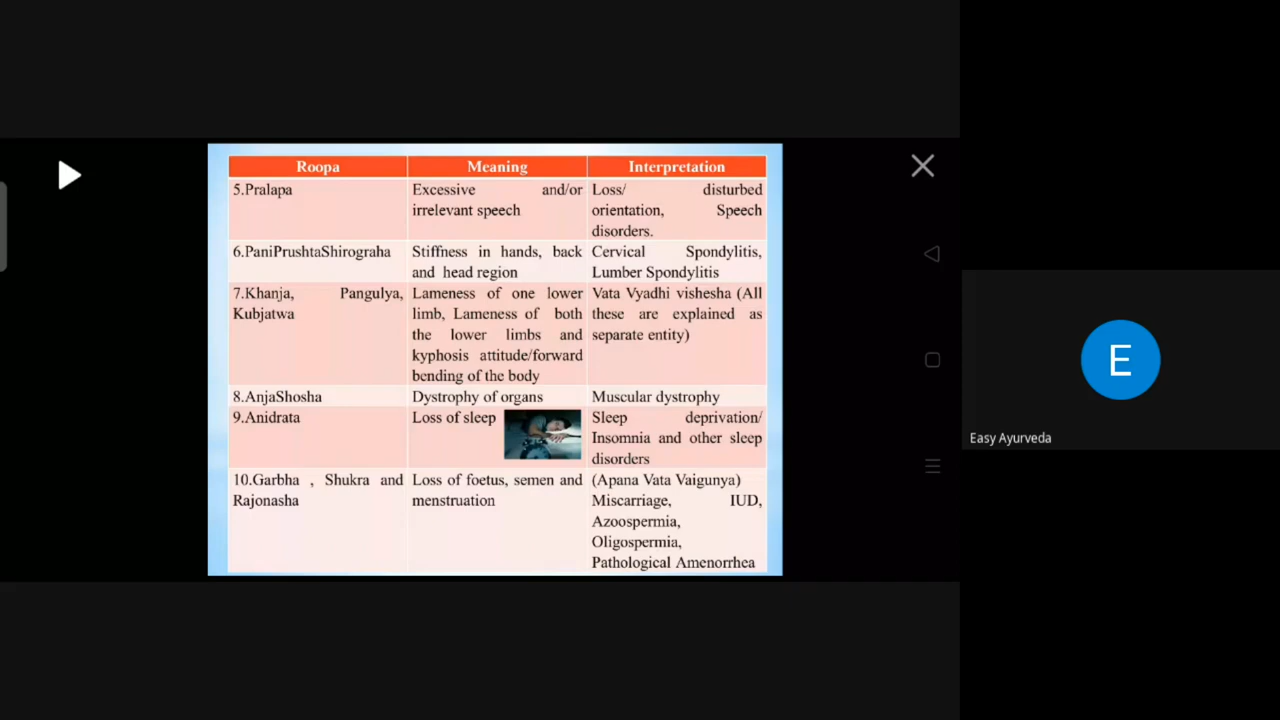 Roopa Meaning Interpretation
5.Pralapa Excessive and/or irrelevant speech Loss/ disturbed orientation, Speech disorders.
6.PaniPrushtaShirograha Stiffness in hands, back and head region Cervical Spondylitis, Lumber Spondylitis
7.Khanja, Pangulya, Kubjatwa Lameness of one lower limb, Lameness of both the lower limbs and kyphosis attitude/forward bending of the body Vata Vyadhi vishesha (All these are explained as separate entity)
8.AnjaShosha Dystrophy of organs Muscular dystrophy
9.Anidrata Loss of sleep Sleep deprivation/ Insomnia and other sleep disorders
10.Garbha , Shukra and Rajonasha Loss of foetus, semen and menstruation (Apana Vata Vaigunya) Miscarriage, IUD, Azoospermia, Oligospermia, Pathological Amenorrhea
E
Easy Ayurveda